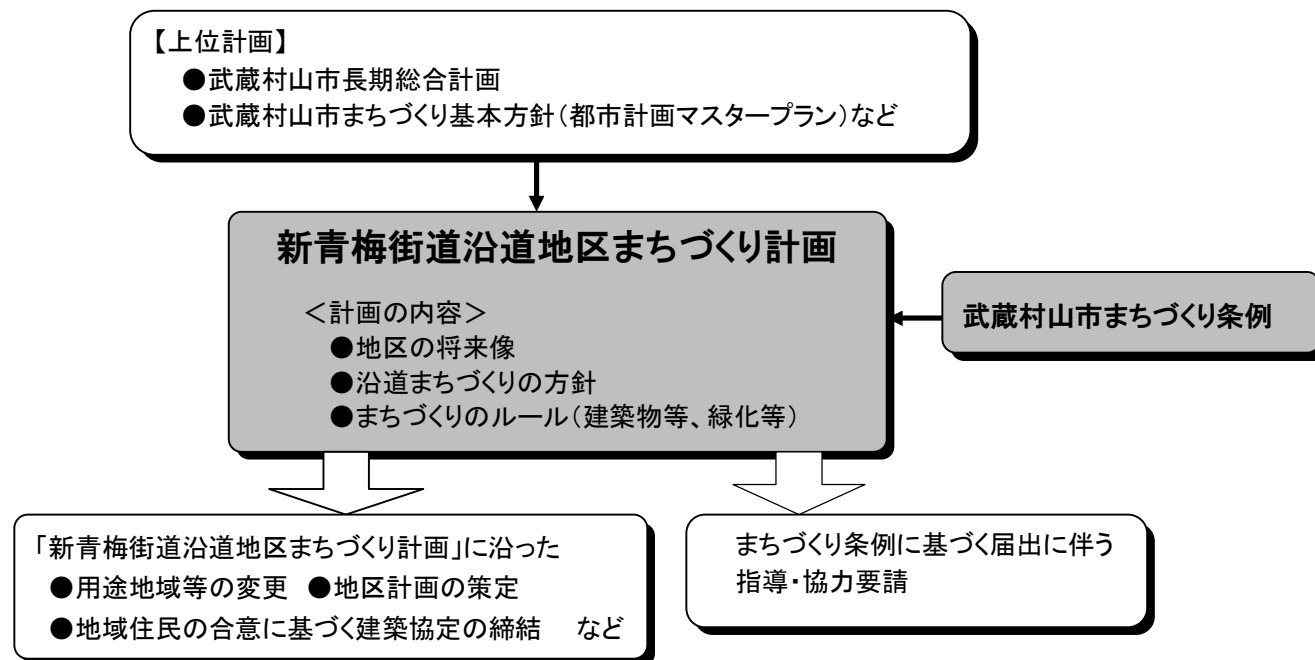 【上位計画】
●武蔵村山市長期総合計画
●武蔵村山市まちづくり基本方針(都市計画マスタープラン)など
新青梅街道沿道地区まちづくり計画
<計画の内容>
●地区の将来像
●沿道まちづくりの方針
●まちづくりのルール(建築物等、緑化等)
武蔵村山市まちづくり条例
「新青梅街道沿道地区まちづくり計画」に沿った
●用途地域等の変更 ●地区計画の策定
●地域住民の合意に基づく建築協定の締結 など
まちづくり条例に基づく届出に伴う
指導・協力要請